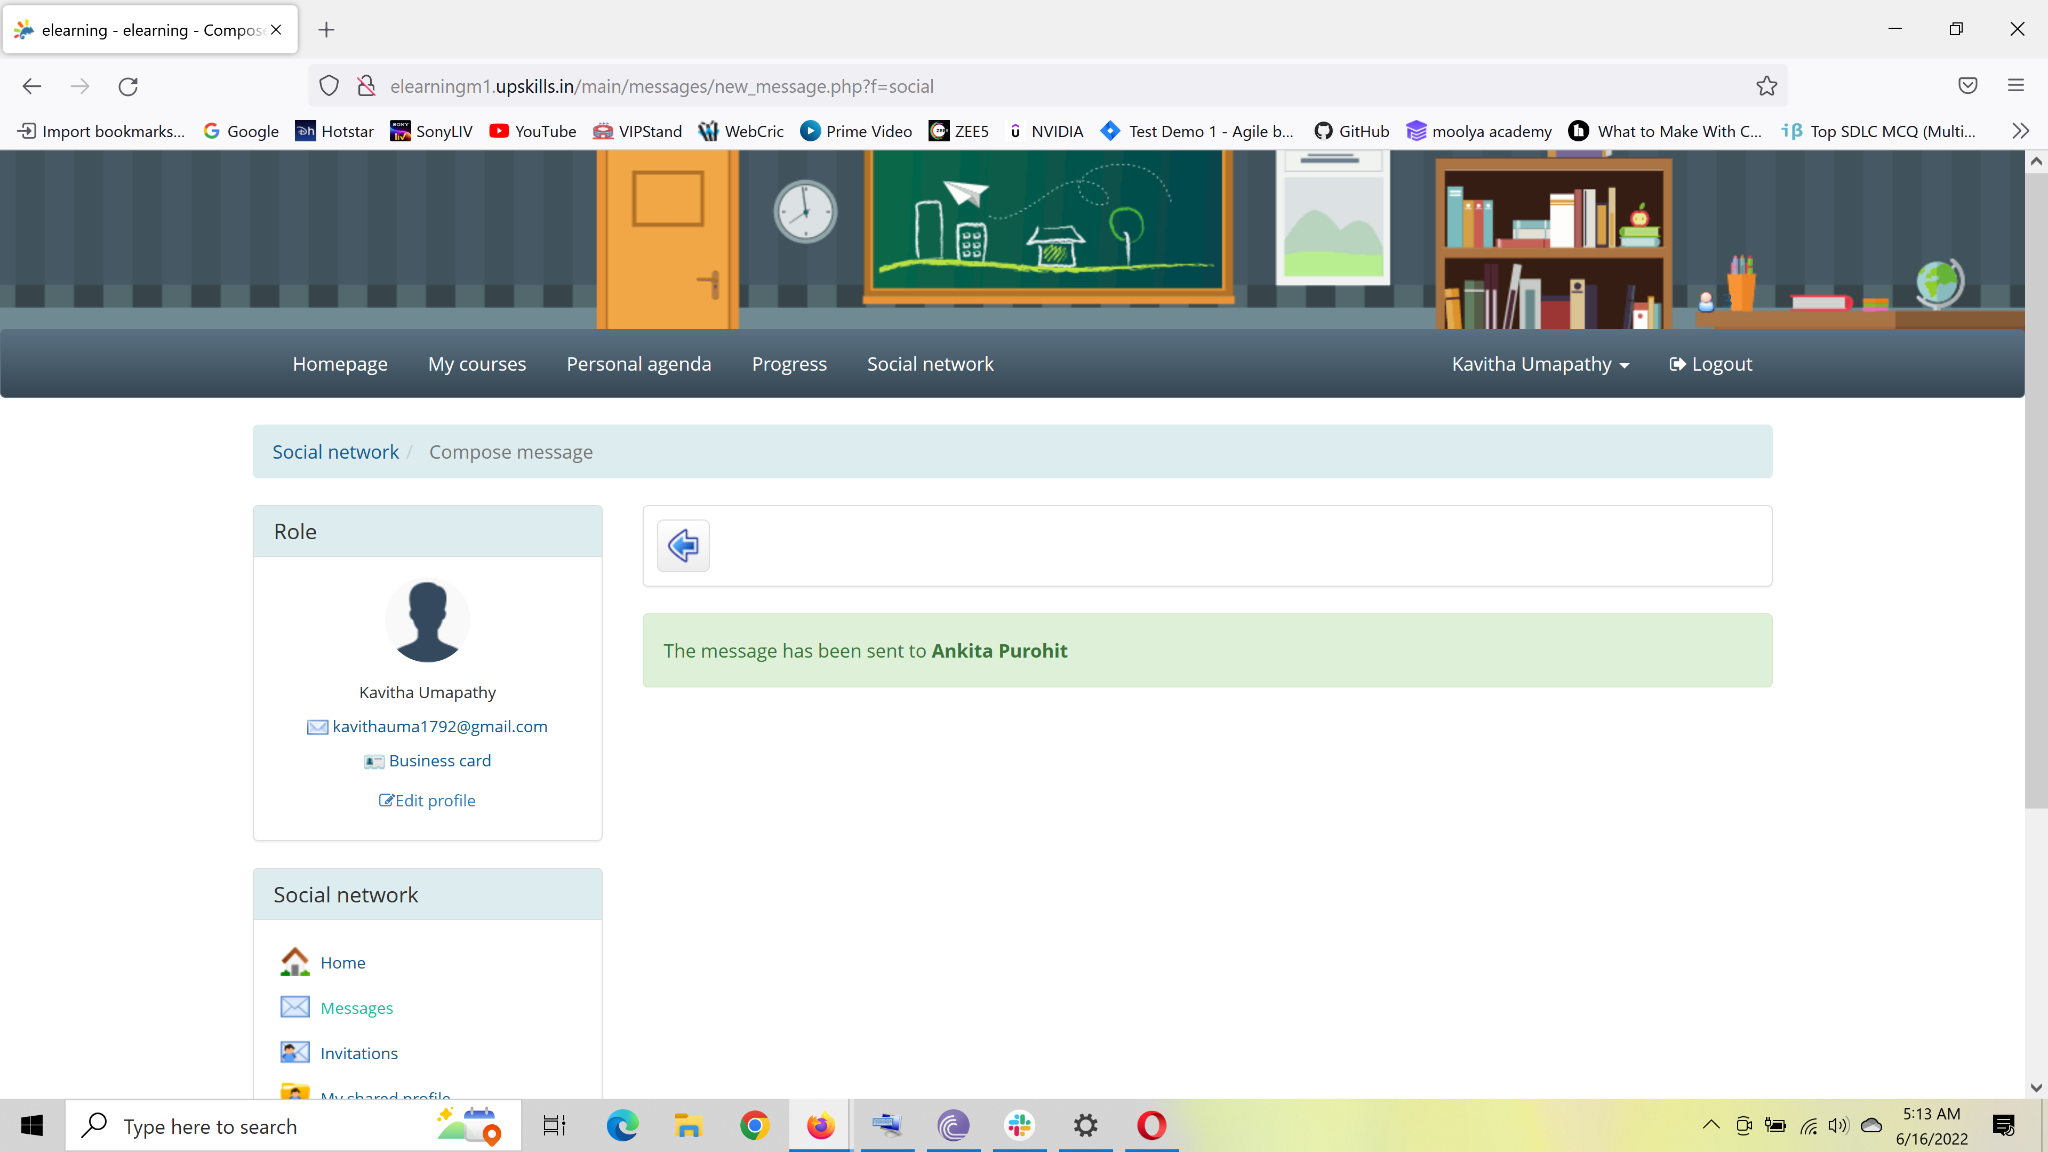 elearning - elearning - Compos
elearningm1.upskills.in/main/messages/new_message.php?f=social
Import bookmarks... Google Hotstar SonyLIV YouTube VIPStand WebCric Prime Video ZEE5 NVIDIA Test Demo 1 - Agile b... GitHub moolya academy What to Make With C... Top SDLC MCQ (Multi...
Homepage My courses Personal agenda Progress Social network Kavitha Umapathy Logout
Social network / Compose message
Role
Kavitha Umapathy
kavithauma1792@gmail.com
Business card
Edit profile
The message has been sent to Ankita Purohit
Social network
Home
Messages
Invitations
My shared profile
Type here to search
5:13 AM
6/16/2022